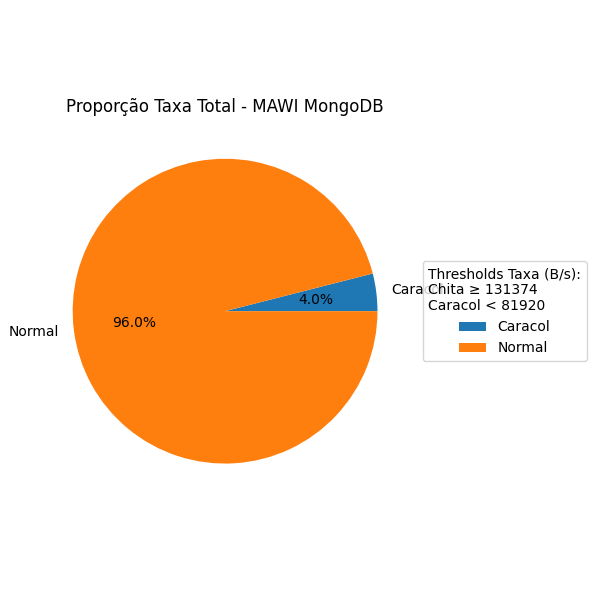 Proporção Taxa Total - MAWI MongoDB
Thresholds Taxa (B/s):
Chita ≥ 131374
Caracol < 81920
Caracol
Normal
Caracol
4.0%
96.0%
Normal